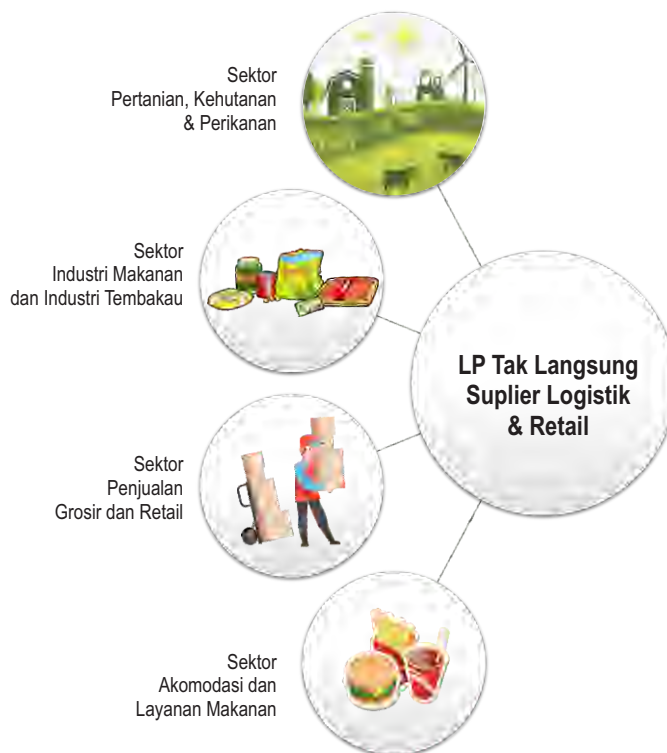 Sektor
Pertanian, Kehutanan
& Perikanan
Sektor
Industri Makanan
dan Industri Tembakau
LP Tak Langsung
Suplier Logistik
& Retail
Sektor
Penjualan
Grosir dan Retail
Sektor
Akomodasi dan
Layanan Makanan